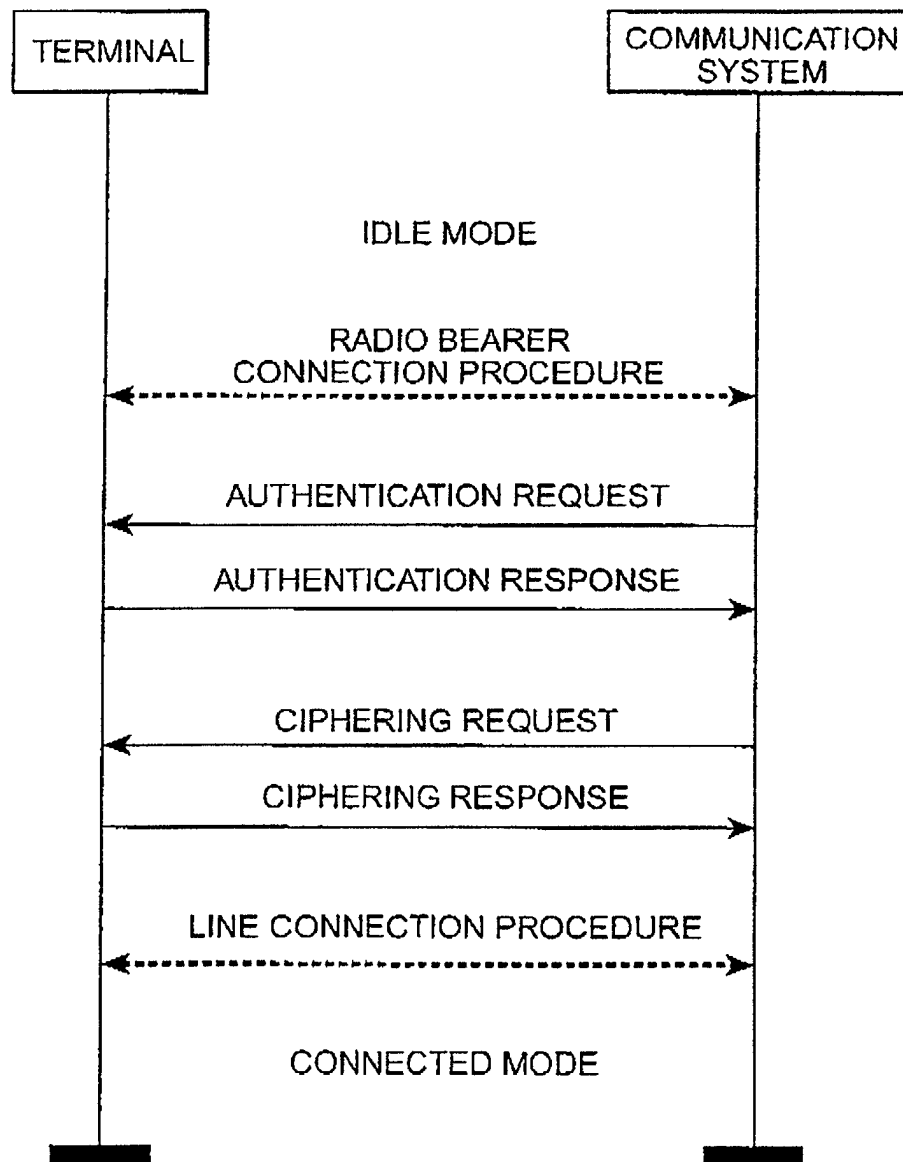 TERMINAL
COMMUNICATION
SYSTEM
IDLE MODE
RADIO BEARER
CONNECTION PROCEDURE
AUTHENTICATION REQUEST
AUTHENTICATION RESPONSE
CIPHERING REQUEST
CIPHERING RESPONSE
LINE CONNECTION PROCEDURE
CONNECTED MODE